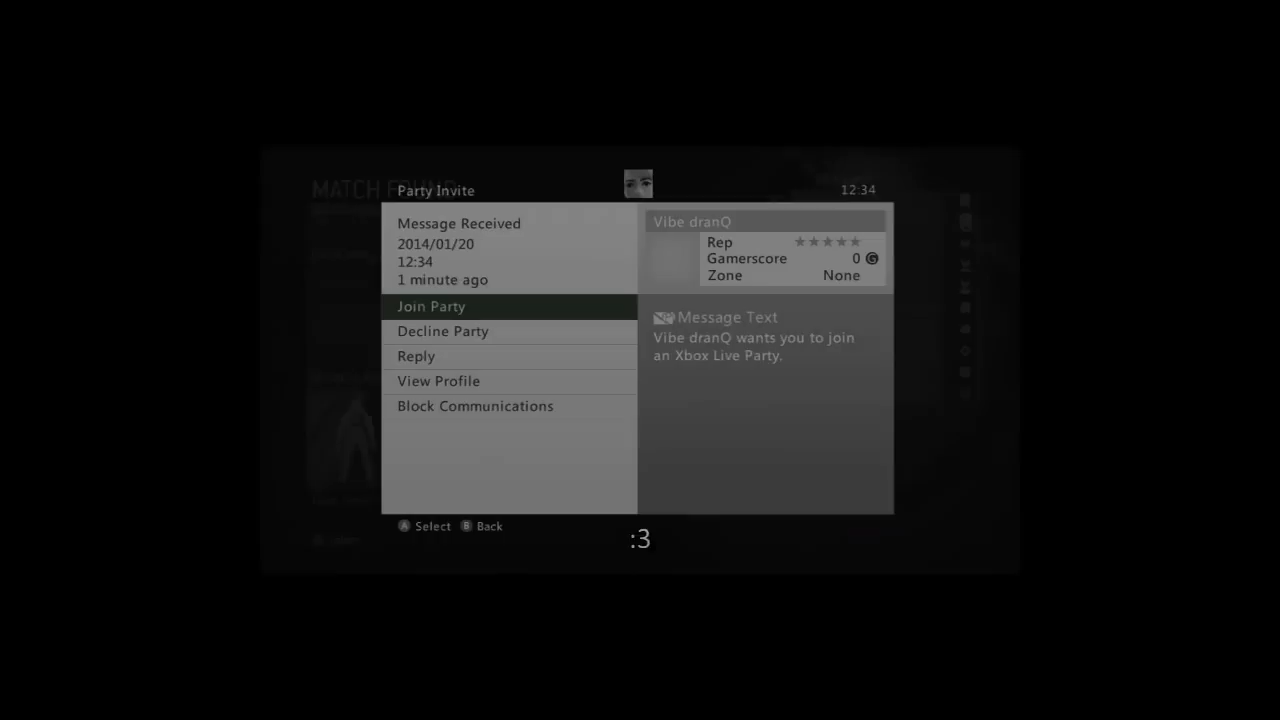 MATCH FOUND
Party Invite
12:34
Message Received
2014/01/20
12:34
1 minute ago
Join Party
Decline Party
Reply
View Profile
Block Communications
Vibe dranQ
Rep ★★★★★
Gamerscore 0 G
Zone None
Message Text
Vibe dranQ wants you to join
an Xbox Live Party.
A Select B Back
:3